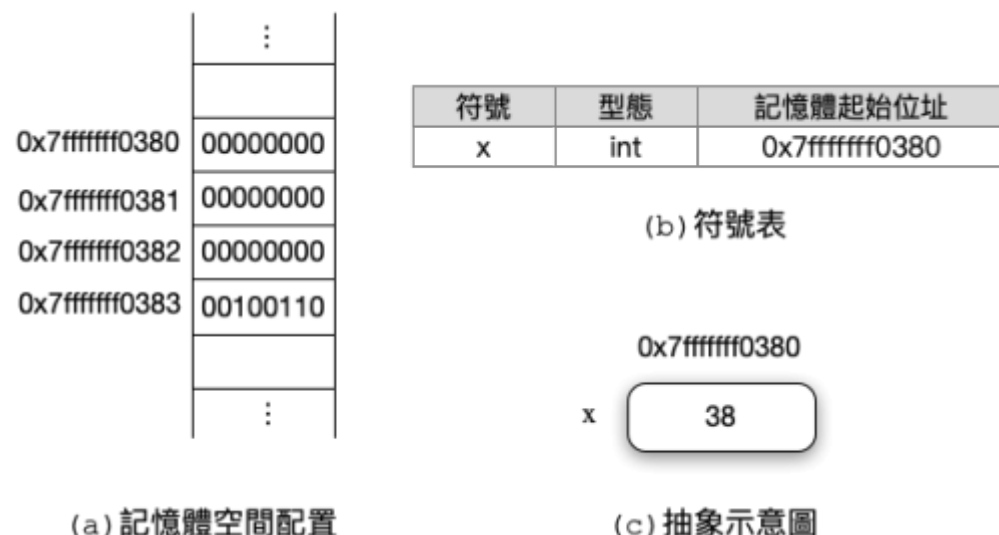 ⋮
0x7fffffff0380 00000000
0x7fffffff0381 00000000
0x7fffffff0382 00000000
0x7fffffff0383 00100110
⋮
(a)記憶體空間配置
符號 型態 記憶體起始位址
x int 0x7fffffff0380
(b)符號表
0x7fffffff0380
x 38
(c)抽象示意圖